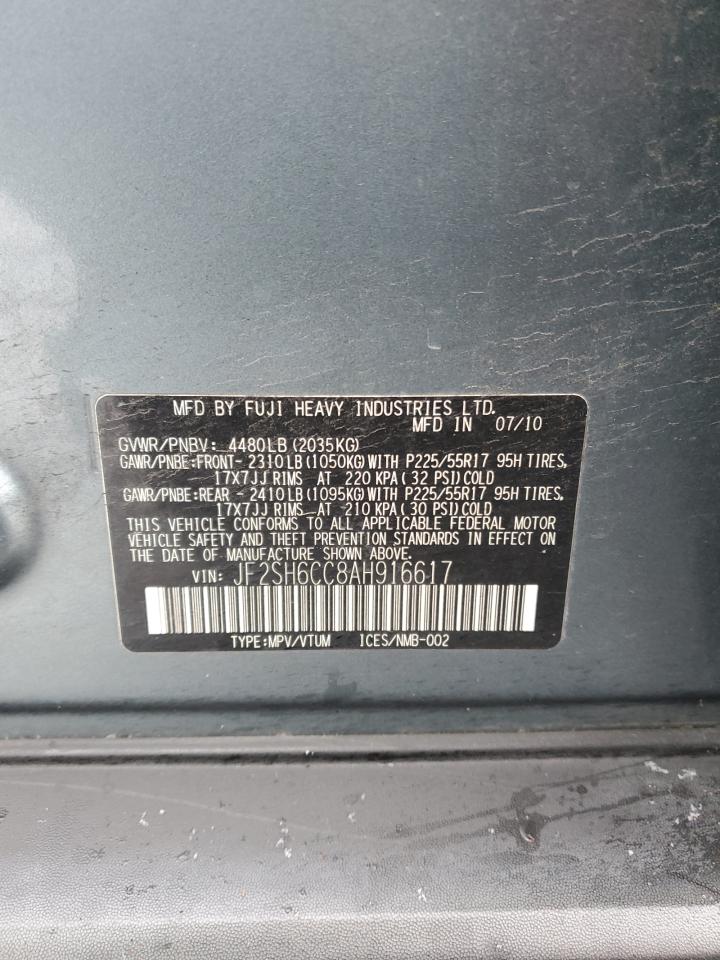 MFD BY FUJI HEAVY INDUSTRIES LTD.
MFD IN 07/10
GVWR/PNBV: 4480LB (2035KG)
GAWR/PNBE:FRONT- 2310LB (1050KG) WITH P225/55R17 95H TIRES,
17X7JJ RIMS AT 220 KPA ( 32 PSI) COLD
GAWR/PNBE:REAR - 2410LB (1095KG) WITH P225/55R17 95H TIRES,
17X7JJ RIMS AT 210 KPA ( 30 PSI) COLD
THIS VEHICLE CONFORMS TO ALL APPLICABLE FEDERAL MOTOR
VEHICLE SAFETY AND THEFT PREVENTION STANDARDS IN EFFECT ON
THE DATE OF MANUFACTURE SHOWN ABOVE.
VIN: JF2SH6CC8AH916617
TYPE:MPV/VTUM ICES/NMB-002